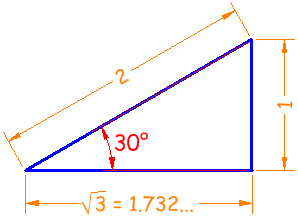 2
1
30°
√3 = 1.732...